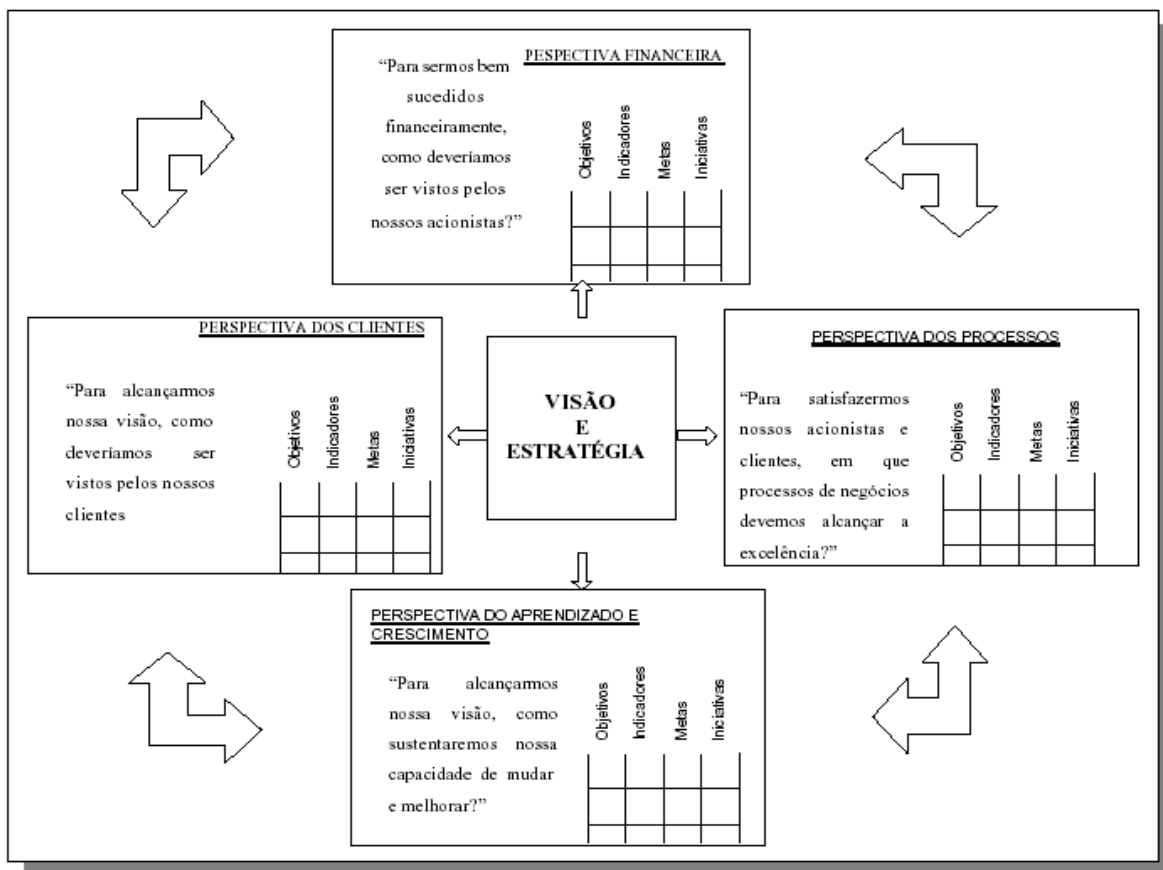 PESPECTIVA FINANCEIRA
“Para sermos bem
sucedidos
financeiramente,
como deveríamos
ser vistos pelos
nossos acionistas?”
Objetivos
Indicadores
Metas
Iniciativas
PERSPECTIVA DOS CLIENTES
“Para alcançarmos
nossa visão, como
deveríamos ser
vistos pelos nossos
clientes
Objetivos
Indicadores
Metas
Iniciativas
VISÃO
E
ESTRATÉGIA
PERSPECTIVA DOS PROCESSOS
“Para satisfazermos
nossos acionistas e
clientes, em que
processos de negócios
devemos alcançar a
excelência?”
Objetivos
Indicadores
Metas
Iniciativas
PERSPECTIVA DO APRENDIZADO E
CRESCIMENTO
“Para alcançarmos
nossa visão, como
sustentaremos nossa
capacidade de mudar
e melhorar?”
Objetivos
Indicadores
Metas
Iniciativas